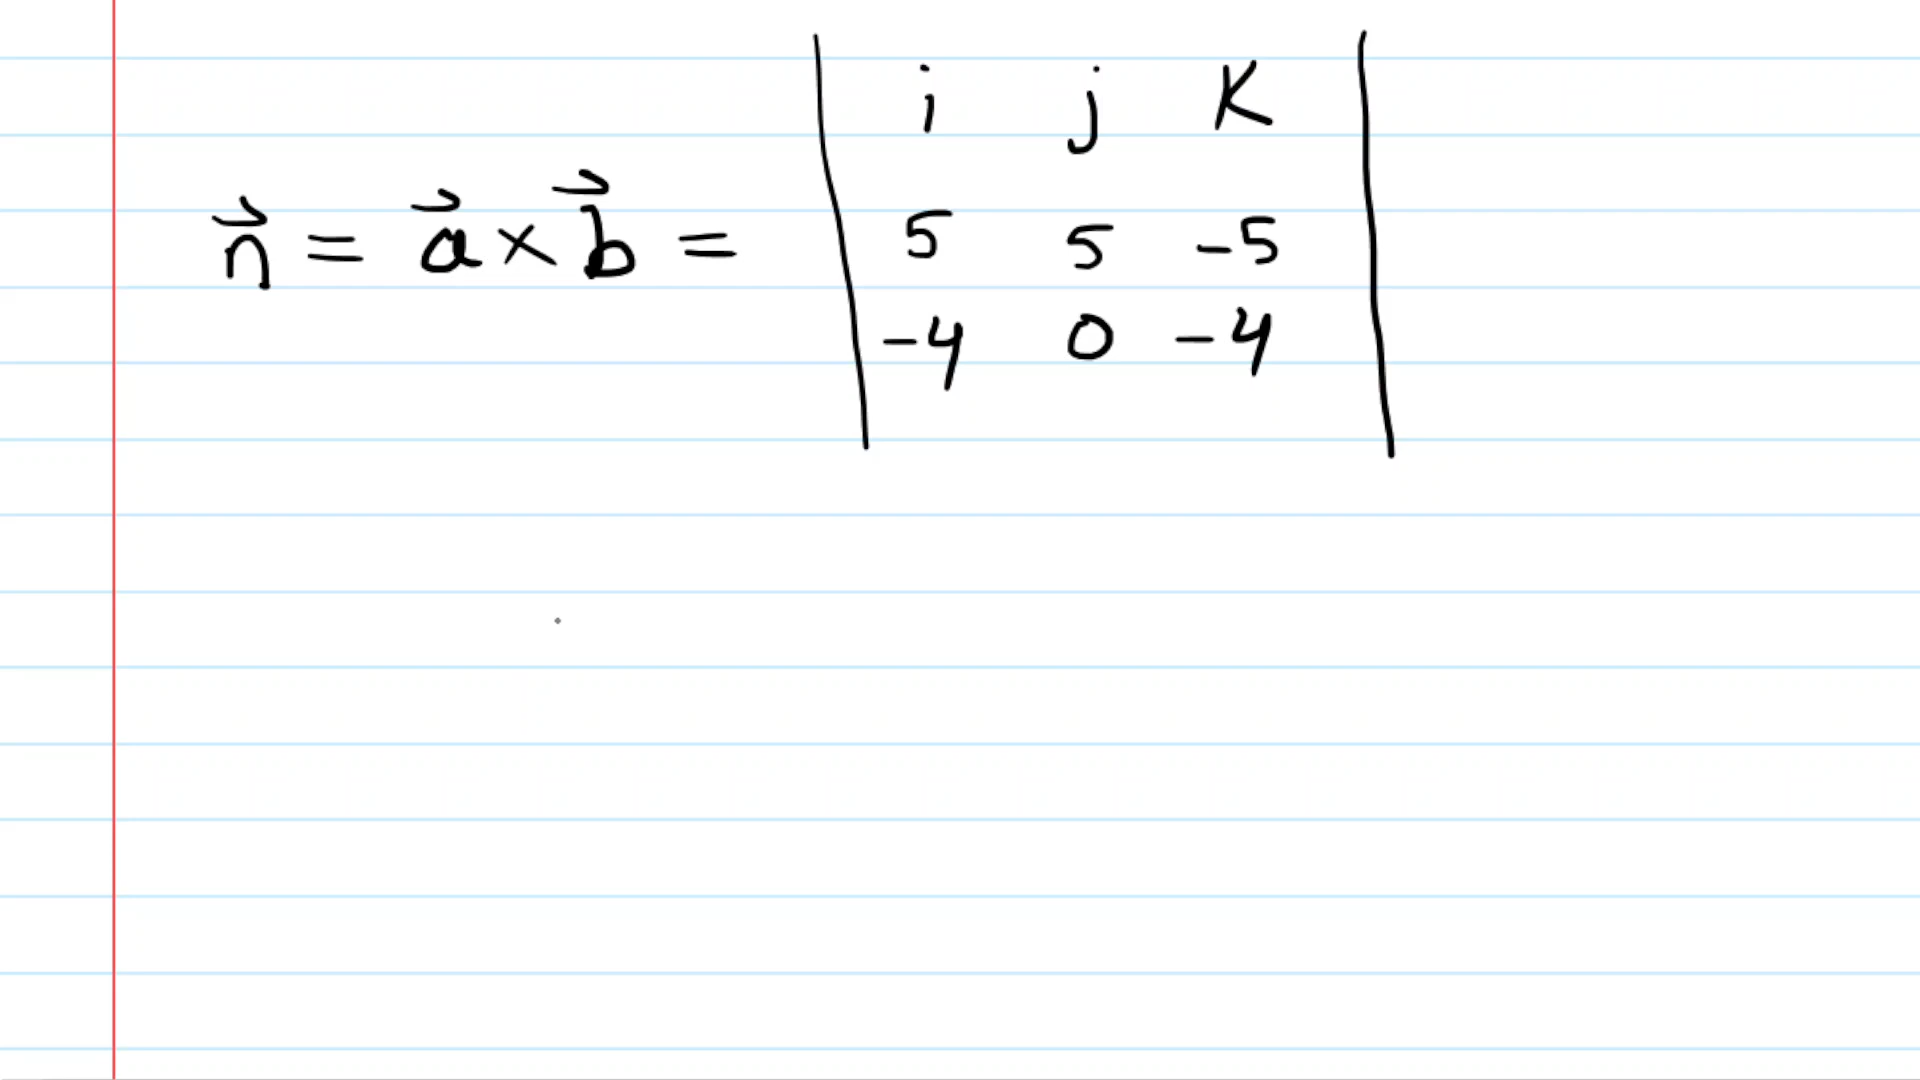 i j K
n⃗ = a⃗ × b⃗ = | 5 5 -5 |
-4 0 -4